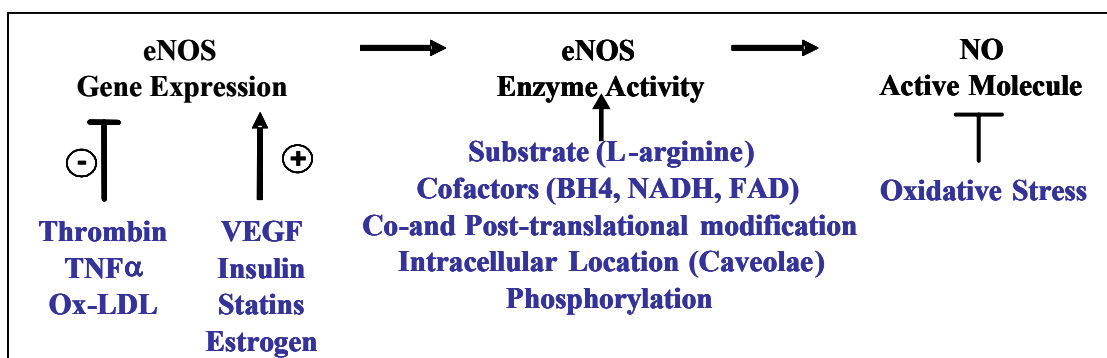 eNOS
Gene Expression
eNOS
Enzyme Activity
NO
Active Molecule
-
+
Thrombin
TNFα
Ox-LDL
VEGF
Insulin
Statins
Estrogen
Substrate (L-arginine)
Cofactors (BH4, NADH, FAD)
Co-and Post-translational modification
Intracellular Location (Caveolae)
Phosphorylation
Oxidative Stress